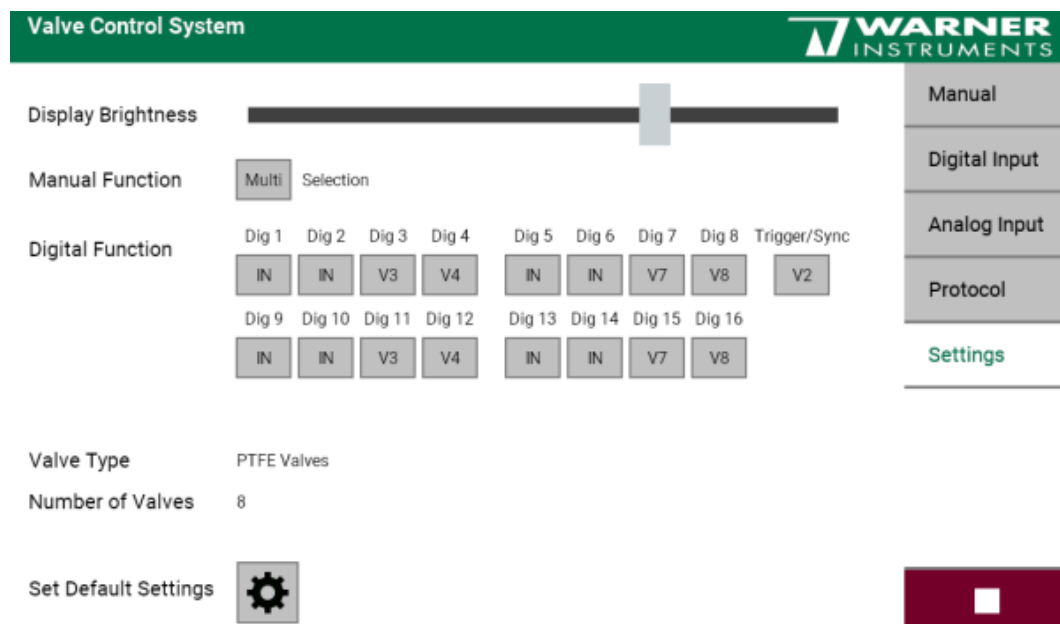 Valve Control System
WARNER
INSTRUMENTS
Display Brightness
Manual Function Multi Selection
Digital Function
Dig 1 Dig 2 Dig 3 Dig 4 Dig 5 Dig 6 Dig 7 Dig 8 Trigger/Sync
IN IN V3 V4 IN IN V7 V8 V2
Dig 9 Dig 10 Dig 11 Dig 12 Dig 13 Dig 14 Dig 15 Dig 16
IN IN V3 V4 IN IN V7 V8
Valve Type PTFE Valves
Number of Valves 8
Set Default Settings
Manual
Digital Input
Analog Input
Protocol
Settings